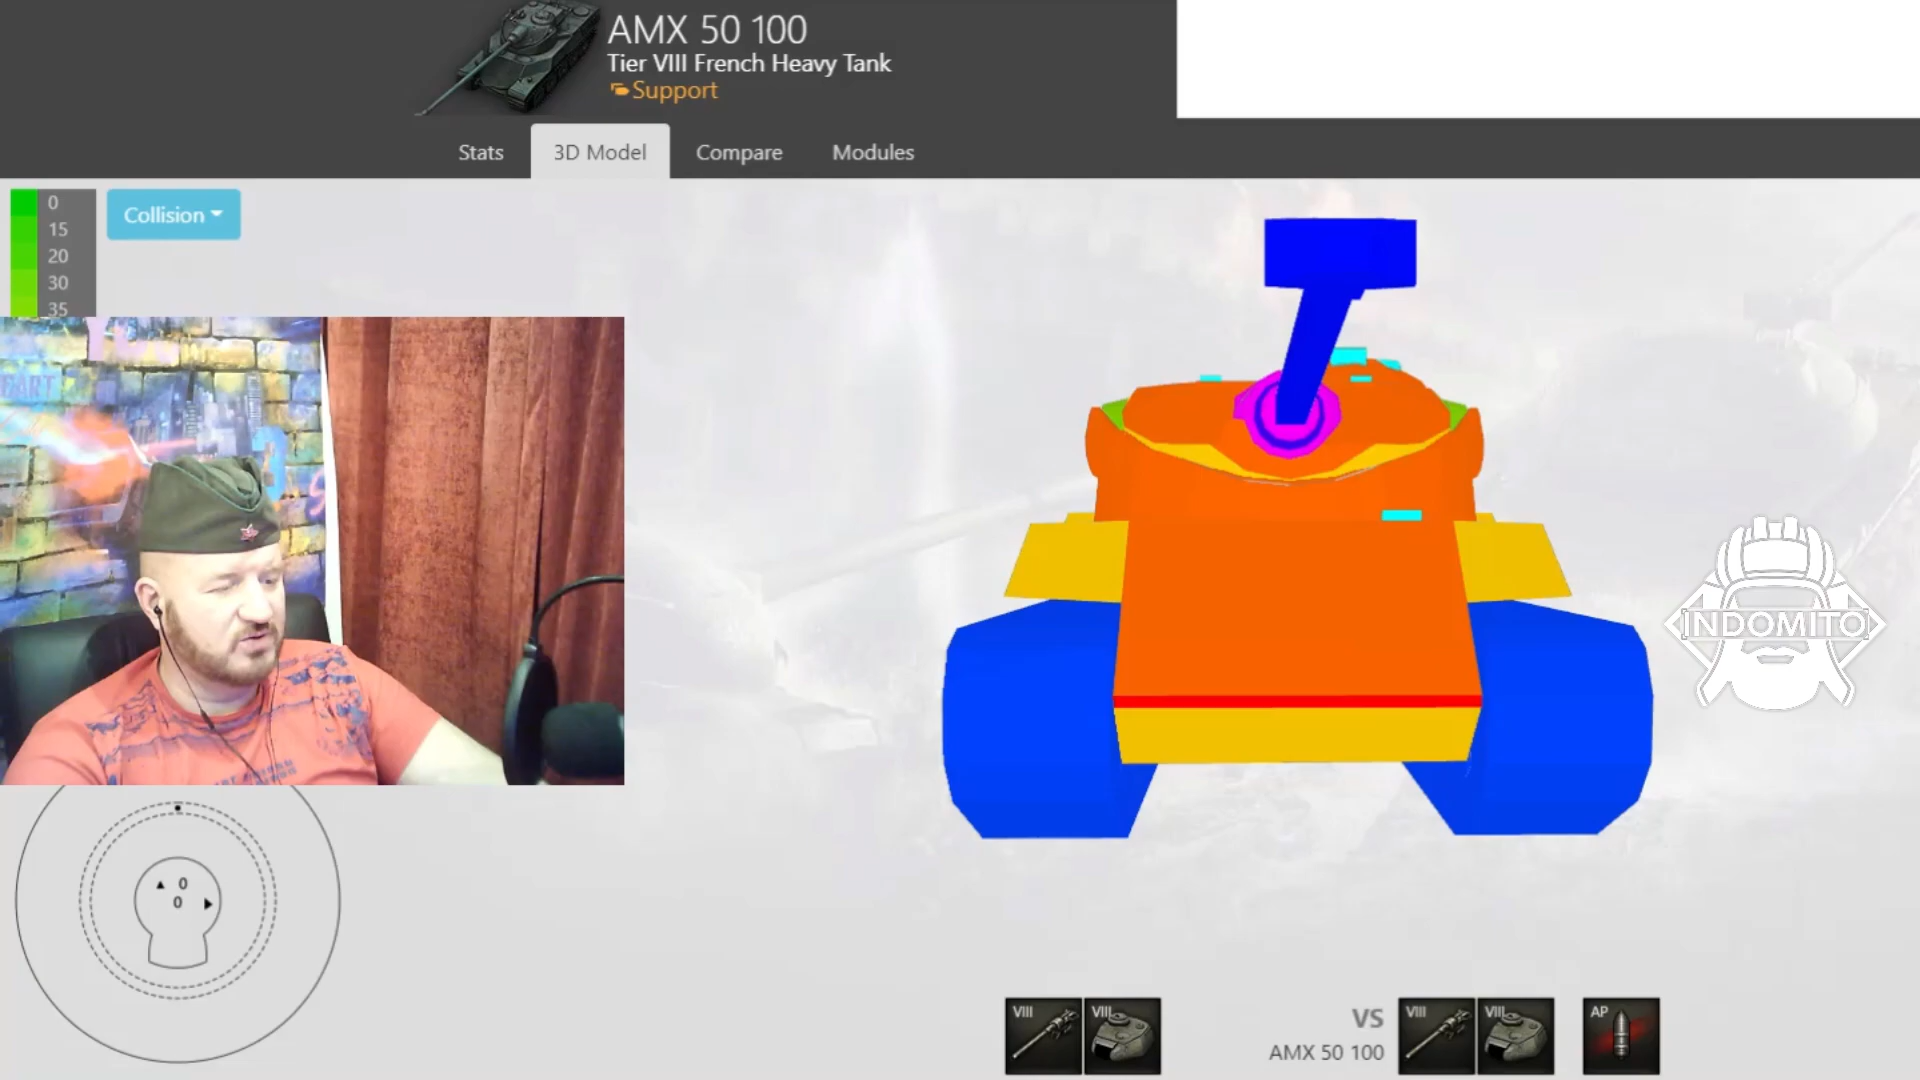 AMX 50 100
Tier VIII French Heavy Tank
Support
Stats
3D Model
Compare
Modules
0
15
20
30
35
Collision
INDOMITO
0
0
VIII
VIII
VS
AMX 50 100
VIII
VIII
AP